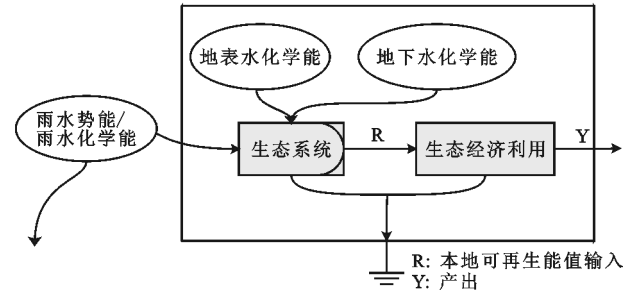 地表水化学能
地下水化学能
雨水势能/
雨水化学能
生态系统
R
生态经济利用
Y
R: 本地可再生能值输入
Y: 产出